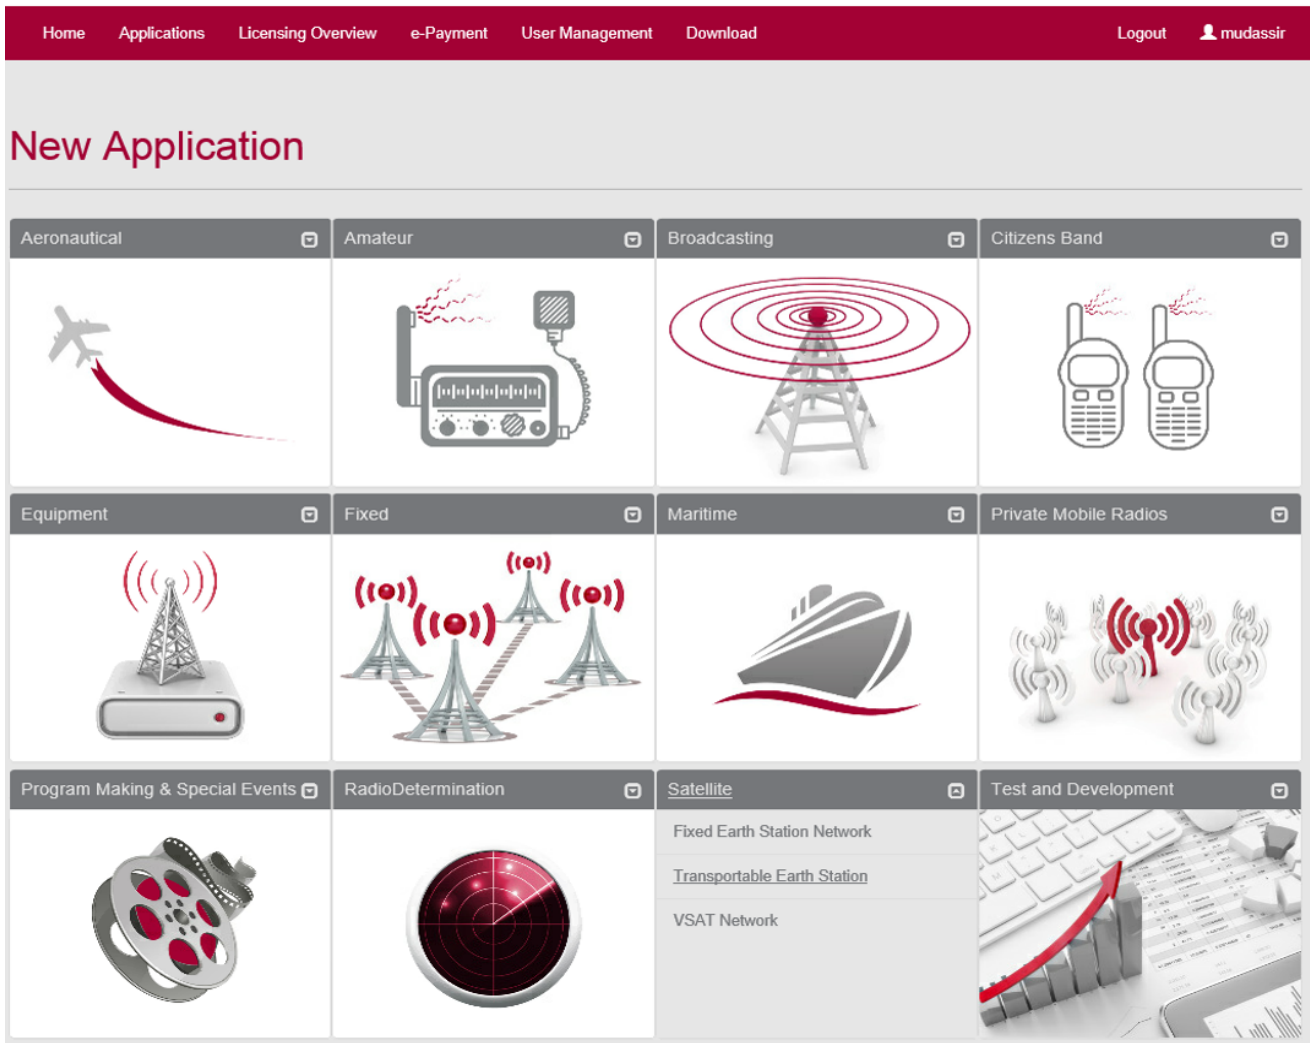 Home Applications Licensing Overview e-Payment User Management Download Logout mudassir
New Application
Aeronautical Amateur Broadcasting Citizens Band
Equipment Fixed Maritime Private Mobile Radios
Program Making & Special Events RadioDetermination Satellite Test and Development
Fixed Earth Station Network
Transportable Earth Station
VSAT Network